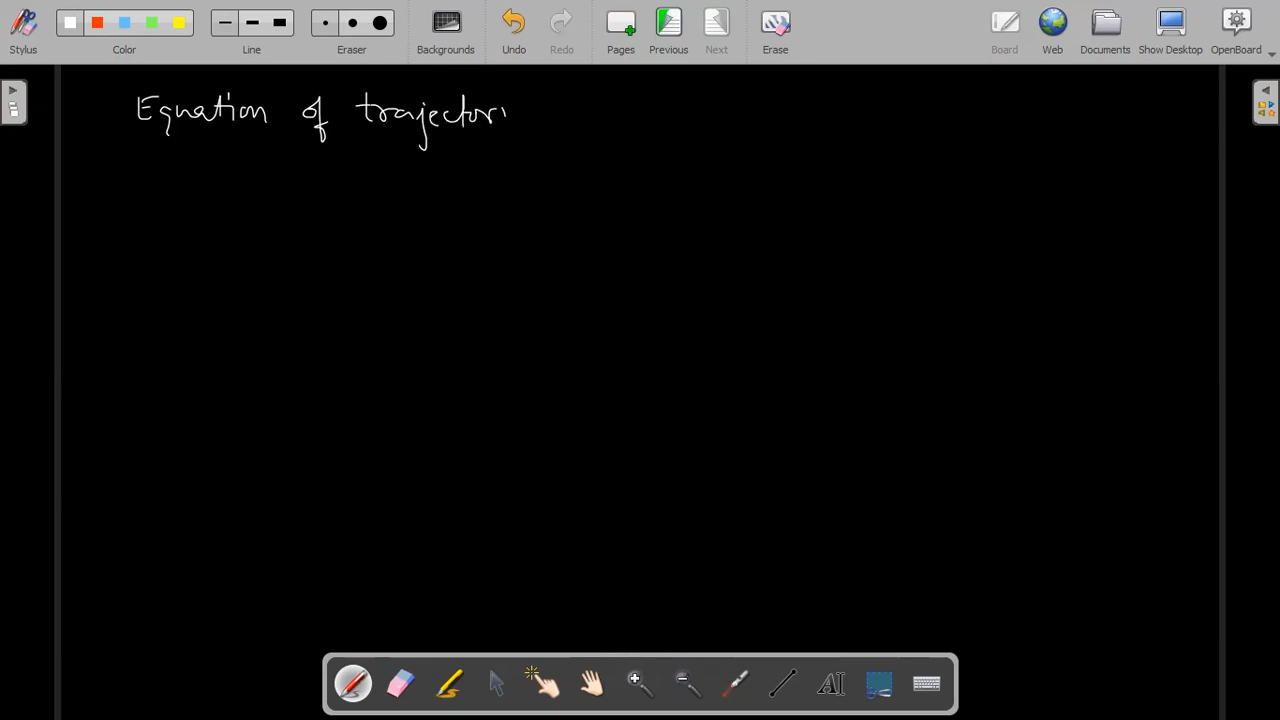 Stylus Color Line Eraser Backgrounds Undo Redo Pages Previous Next Erase Board Web Documents Show Desktop OpenBoard
Equation of trajector
AI